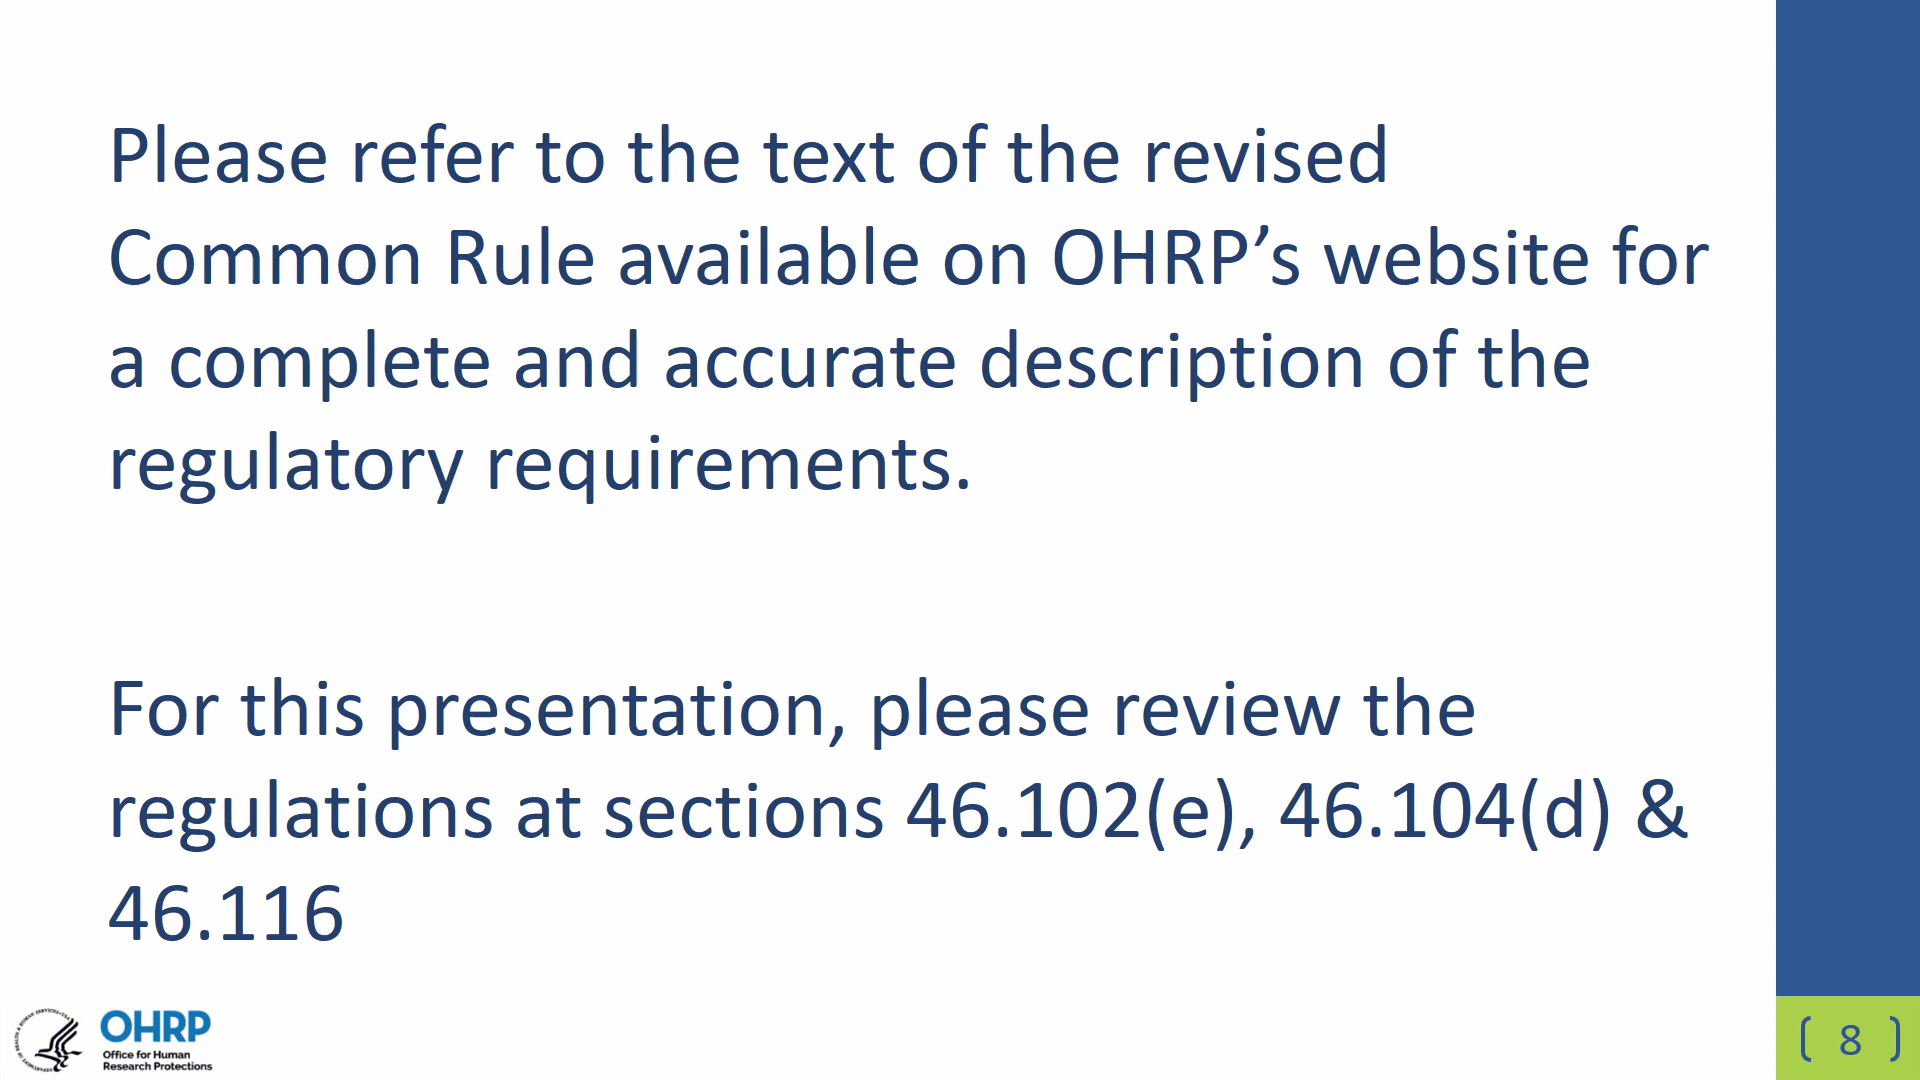 Please refer to the text of the revised
Common Rule available on OHRP’s website for
a complete and accurate description of the
regulatory requirements.
For this presentation, please review the
regulations at sections 46.102(e), 46.104(d) &
46.116
OHRP
Office for Human
Research Protections
8